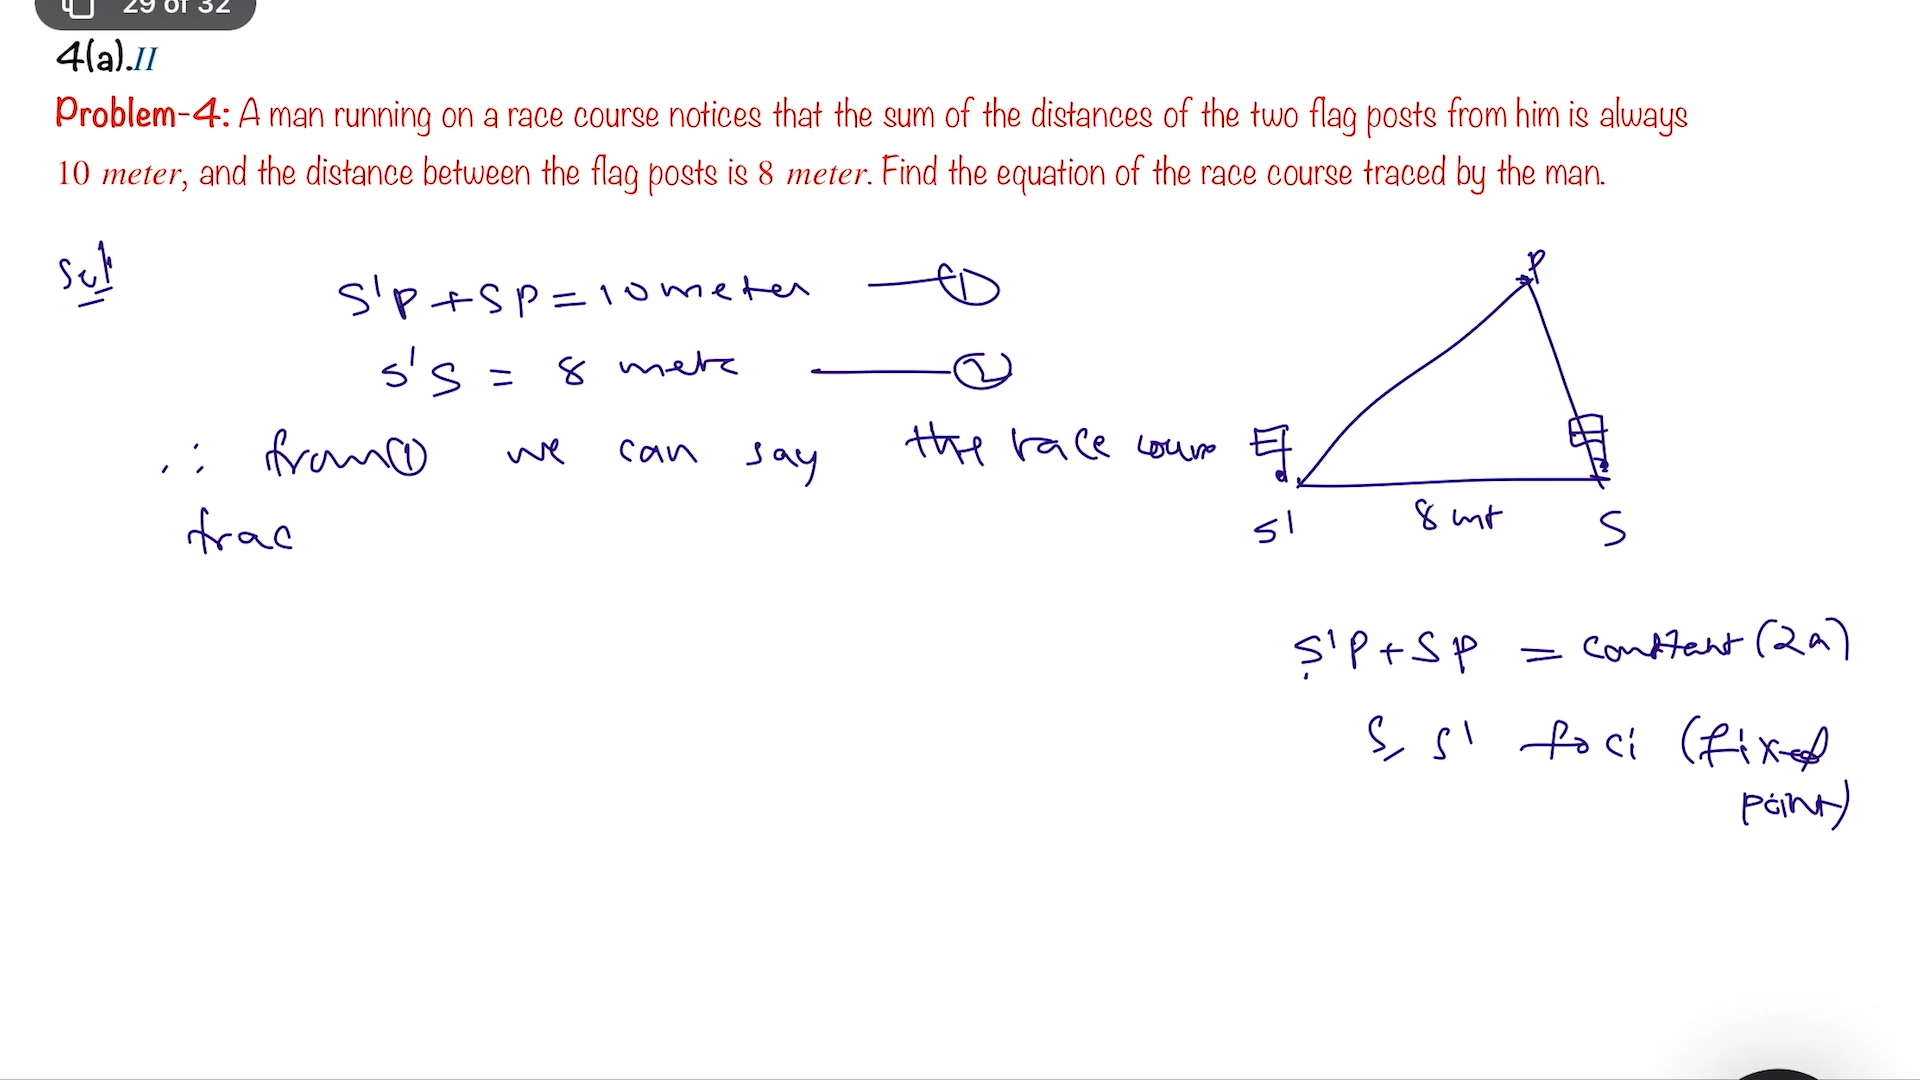 29 of 32
4(a).II
Problem-4: A man running on a race course notices that the sum of the distances of the two flag posts from him is always
10 meter, and the distance between the flag posts is 8 meter. Find the equation of the race course traced by the man.
Sol
S'P + SP = 10 meter — ①
S'S = 8 mete — ②
∴ from ① we can say the race course
trac
P
S'
8 mt
S
S'P + SP = constant (2a)
S, S' foci (fixed
point)